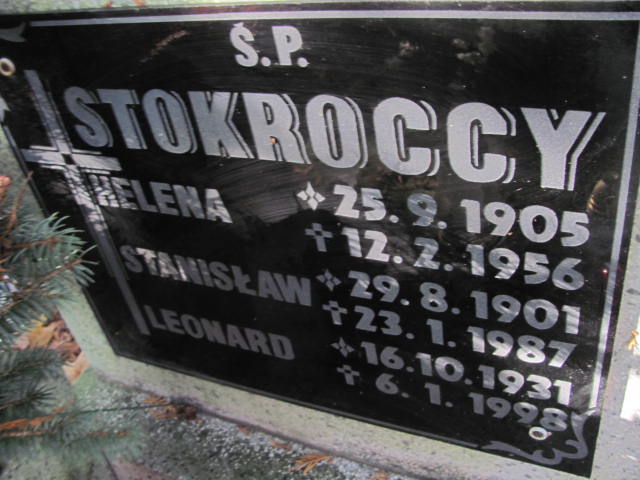 Ś.P.
STOKROCCY
HELENA 25. 9. 1905
12. 2. 1956
STANISŁAW 29. 8. 1901
23. 1. 1987
LEONARD 16. 10. 1931
6. 1. 1998